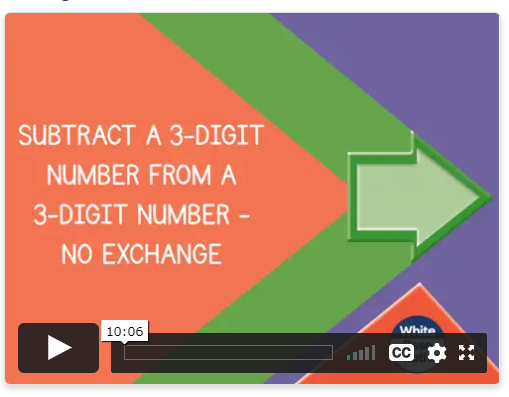 SUBTRACT A 3-DIGIT
NUMBER FROM A
3-DIGIT NUMBER -
NO EXCHANGE
10:06
White
CC